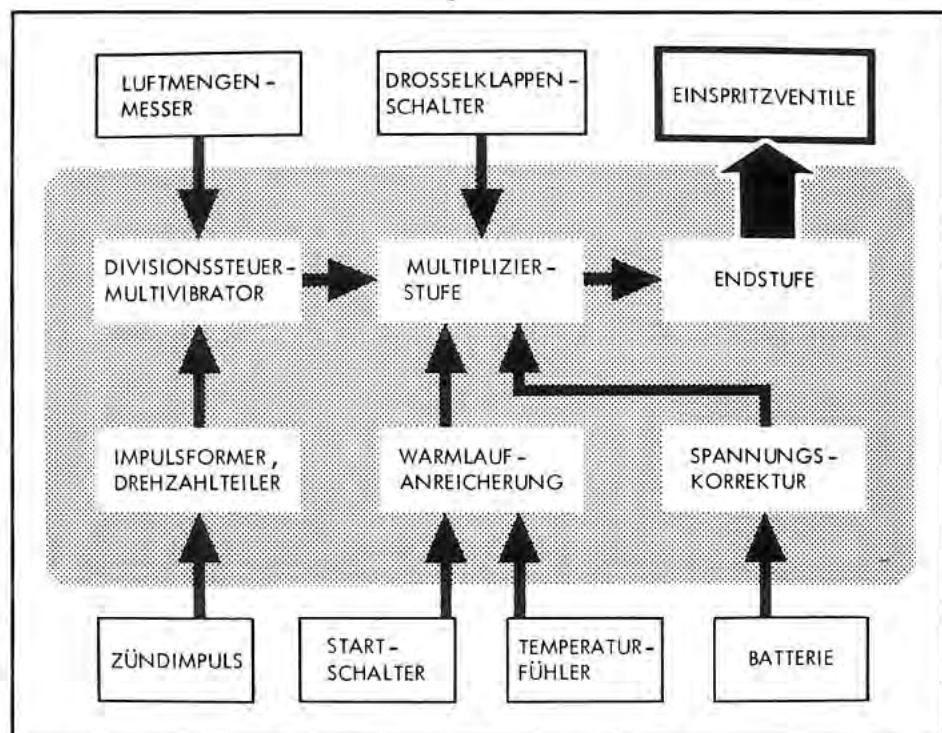 LUFTMENGEN-
MESSER
DROSSELKLAPPEN-
SCHALTER
EINSPRITZVENTILE
DIVISIONSSTEUER-
MULTIVIBRATOR
MULTIPLIZIER-
STUFE
ENDSTUFE
IMPULSFORMER,
DREHZAHLTEILER
WARMLAUF-
ANREICHERUNG
SPANNUNGS-
KORREKTUR
ZÜNDIMPULS
START-
SCHALTER
TEMPERATUR-
FÜHLER
BATTERIE